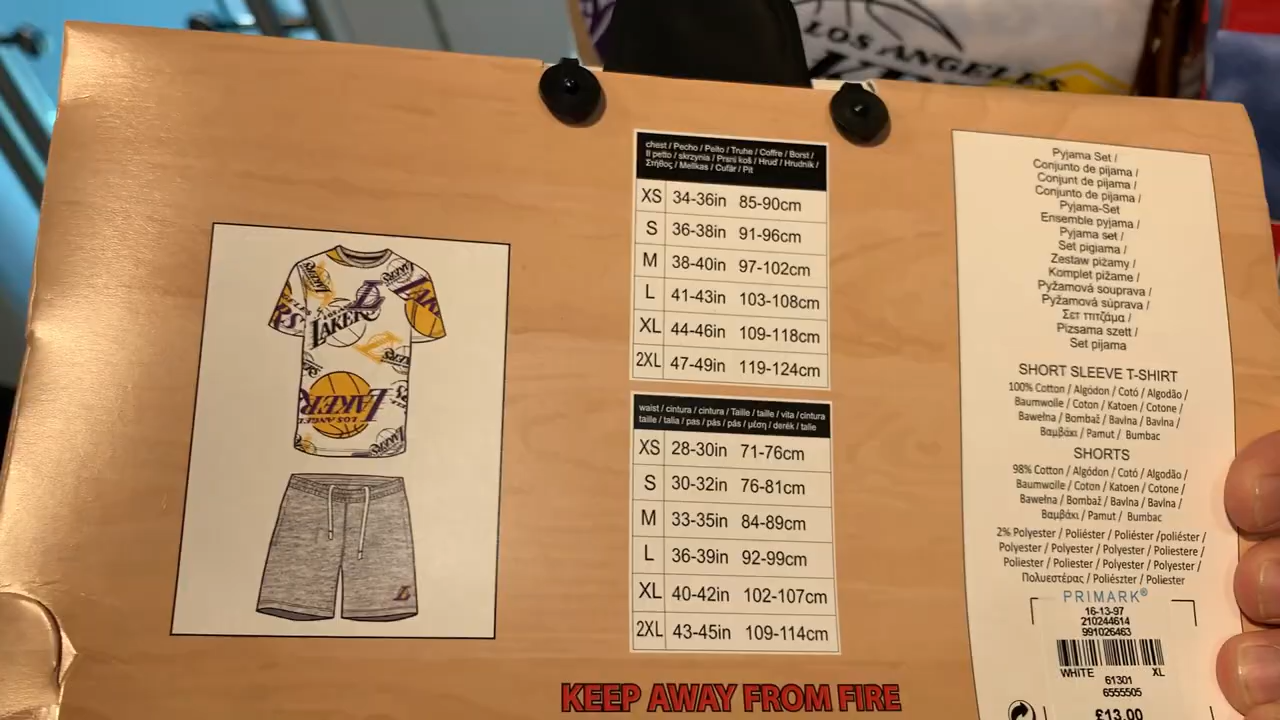 LOS ANGELES
chest / Pecho / Peito / Truhe / Coffre / Borst /
Il petto / skrzynia / Prsni koš / Hruď / Hrudnik /
Στήθος / Mellkas / Cufăr / Pit
XS 34-36in 85-90cm
S 36-38in 91-96cm
M 38-40in 97-102cm
L 41-43in 103-108cm
XL 44-46in 109-118cm
2XL 47-49in 119-124cm
waist / cintura / cintura / Taille / taille / vita / cintura
taille / talia / pas / pâs / pás / μέση / derék / talie
XS 28-30in 71-76cm
S 30-32in 76-81cm
M 33-35in 84-89cm
L 36-39in 92-99cm
XL 40-42in 102-107cm
2XL 43-45in 109-114cm
KEEP AWAY FROM FIRE
LAKERS
LOS ANGELES
LAKERS
L
Pyjama Set /
Conjunto de pijama /
Conjunt de pijama /
Conjunto de pijama /
Pyjama-Set
Ensemble pyjama /
Pyjama set /
Set pigiama /
Zestaw piżamy /
Komplet pižame /
Pyžamová souprava /
Pyžamová súprava /
Σετ πιτζάμα /
Pizsama szett /
Set pijama
SHORT SLEEVE T-SHIRT
100% Cotton / Algodón / Cotó / Algodão /
Baumwolle / Coton / Katoen / Cotone /
Bawełna / Bombaž / Bavlna / Bavlna /
Βαμβάκι / Pamut / Bumbac
SHORTS
98% Cotton / Algodón / Cotó / Algodão /
Baumwolle / Coton / Katoen / Cotone /
Bawełna / Bombaž / Bavlna / Bavlna /
Βαμβάκι / Pamut / Bumbac
2% Polyester / Poliéster / Poliéster /poliéster /
Polyester / Polyester / Polyester / Poliestere /
Poliester / Poliester / Polyester / Polyester /
Πολυεστέρας / Poliészter / Poliester
PRIMARK®
16-13-97
210244614
991026463
WHITE XL
61301
6555505
£13.00